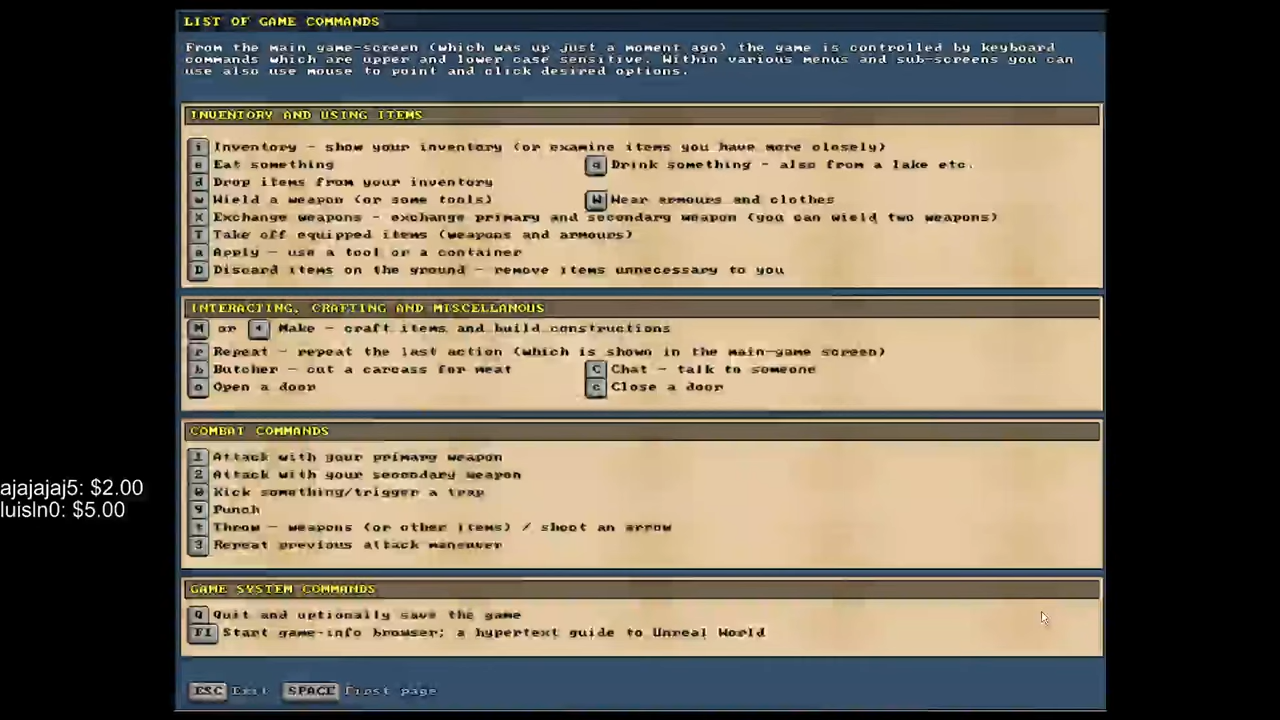 LIST OF GAME COMMANDS
From the main game-screen (which was up just a moment ago) the game is controlled by keyboard
commands which are upper and lower case sensitive. Within various menus and sub-screens you can
use also use mouse to point and click desired options.
INVENTORY AND USING ITEMS
i Inventory - show your inventory (or examine items you have more closely)
e Eat something q Drink something - also from a lake etc.
d Drop items from your inventory
w Wield a weapon (or some tools) W Wear armours and clothes
X Exchange weapons - exchange primary and secondary weapon (you can wield two weapons)
T Take off equipped items (weapons and armours)
a Apply - use a tool or a container
D Discard items on the ground - remove items unnecessary to you
INTERACTING, CRAFTING AND MISCELLANOUS
M or + Make - craft items and build constructions
r Repeat - repeat the last action (which is shown in the main-game screen)
b Butcher - cut a carcass for meat C Chat - talk to someone
o Open a door c Close a door
COMBAT COMMANDS
1 Attack with your primary weapon
2 Attack with your secondary weapon
0 Kick something/trigger a trap
9 Punch
t Throw - weapons (or other items) / shoot an arrow
3 Repeat previous attack maneuver
GAME SYSTEM COMMANDS
Q Quit and optionally save the game
F1 Start game-info browser; a hypertext guide to Unreal World
ESC Exit SPACE First page
ajajajaj5: $2.00
luisln0: $5.00